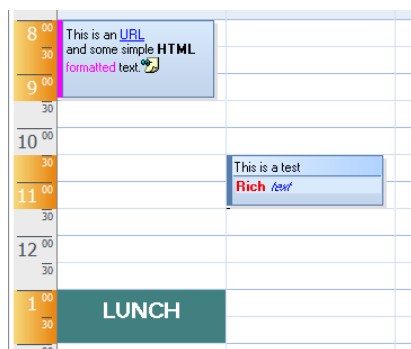 8 00
This is an URL
and some simple HTML
30
formatted text.
9 00
30
10 00
30
This is a test
Rich text
11 00
30
12 00
30
1 00
LUNCH
30